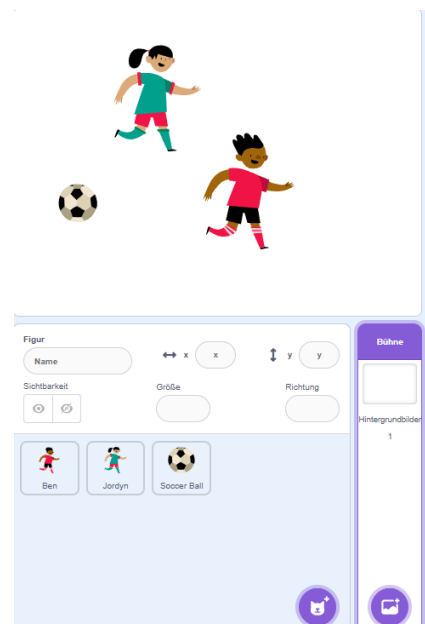 Figur
Name
x
x
y
y
Sichtbarkeit
Größe
Richtung
Ben
Jordyn
Soccer Ball
Bühne
Hintergrundbilder
1